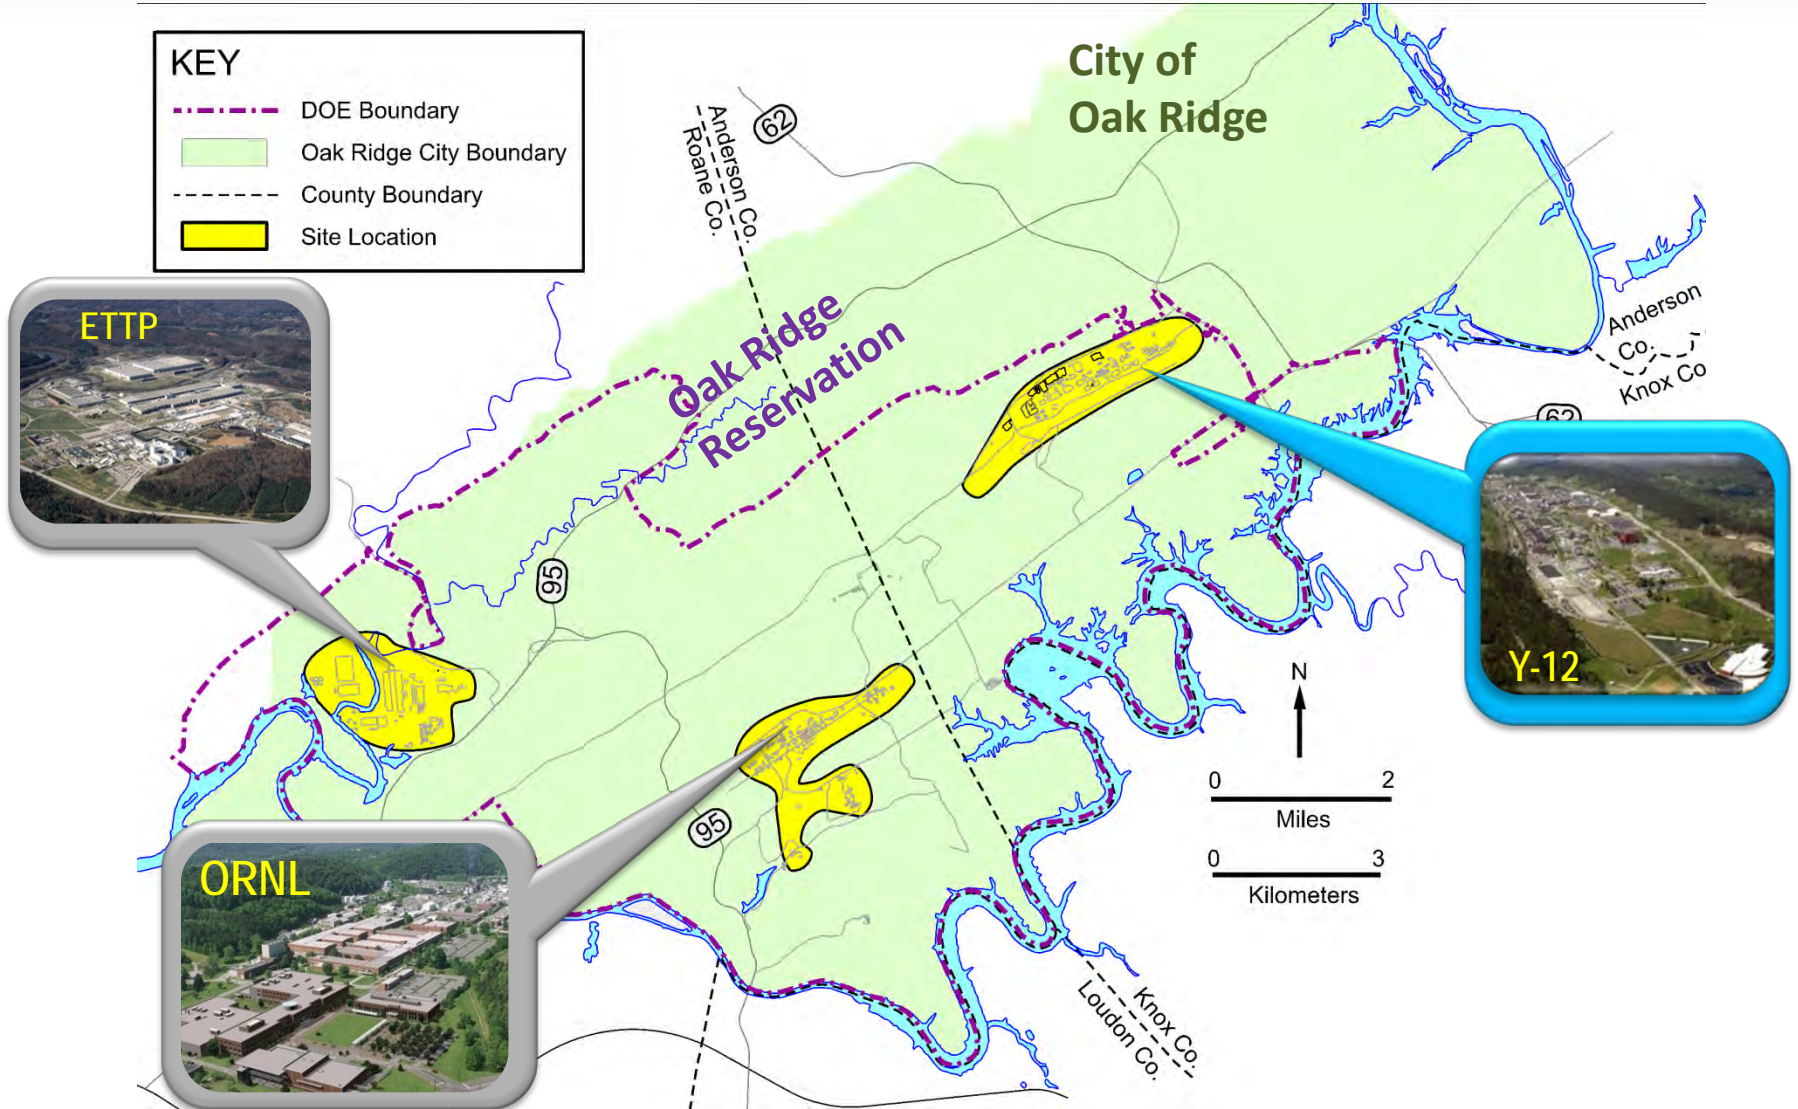 KEY
DOE Boundary
Oak Ridge City Boundary
County Boundary
Site Location
City of
Oak Ridge
62
Anderson Co.
Roane Co.
ETTP
Oak Ridge
Reservation
Anderson
Co.
Knox Co
62
95
Y-12
N
0 2
Miles
0 3
Kilometers
95
ORNL
Knox Co.
Loudon Co.